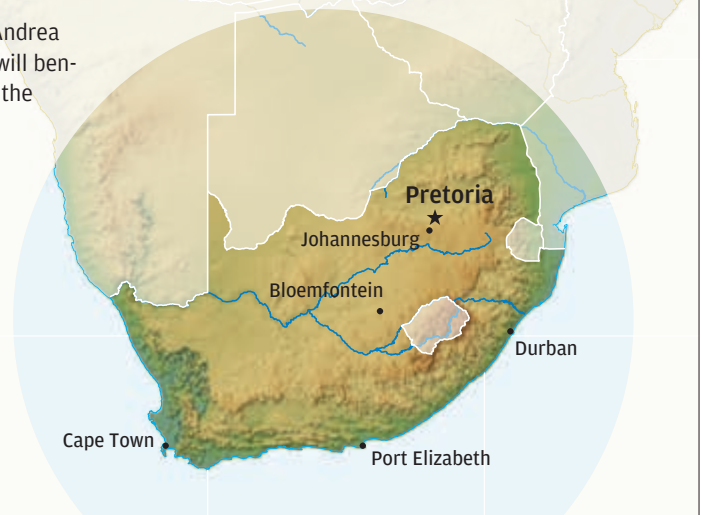 Andrea
will ben-
the
Pretoria
Johannesburg
Bloemfontein
Durban
Cape Town
Port Elizabeth